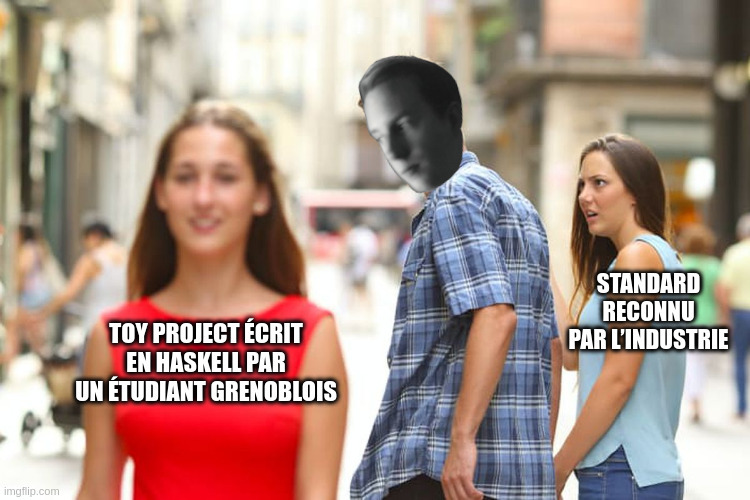 TOY PROJECT ÉCRIT
EN HASKELL PAR
UN ÉTUDIANT GRENOBLOIS
STANDARD
RECONNU
PAR L'INDUSTRIE
imgflip.com